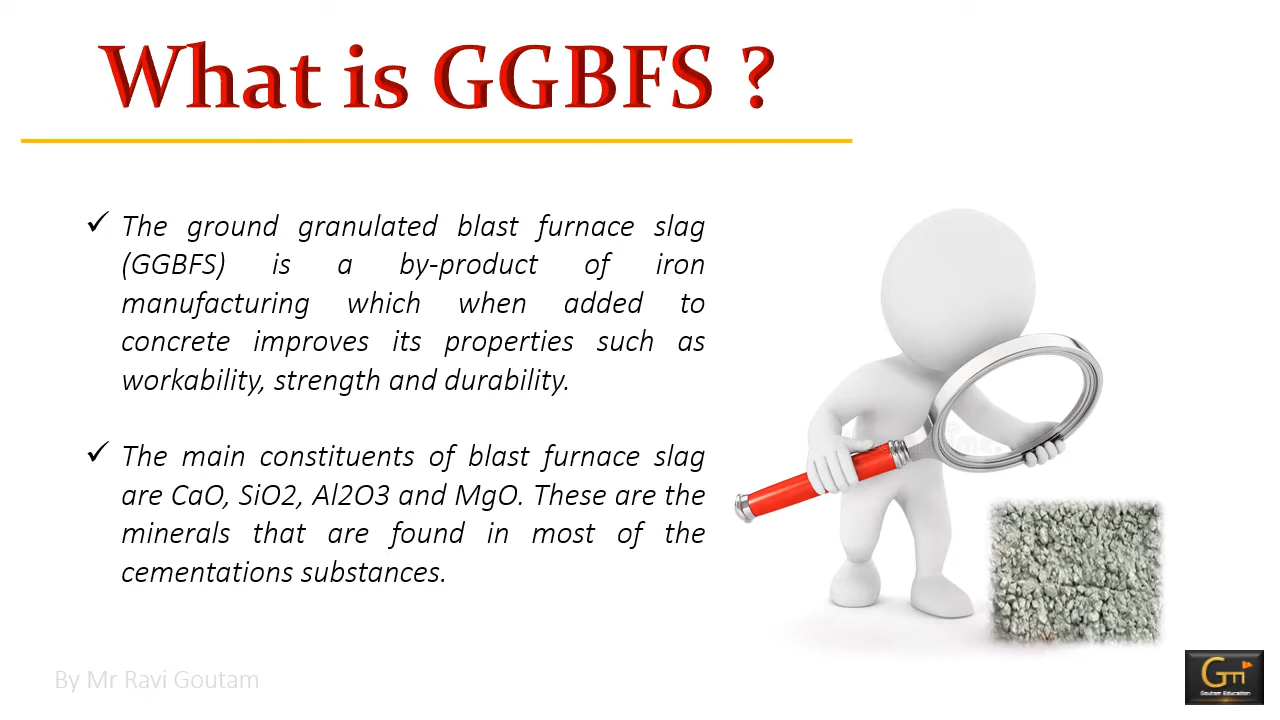 What is GGBFS ?
✓ The ground granulated blast furnace slag
(GGBFS) is a by-product of iron
manufacturing which when added to
concrete improves its properties such as
workability, strength and durability.
✓ The main constituents of blast furnace slag
are CaO, SiO2, Al2O3 and MgO. These are the
minerals that are found in most of the
cementations substances.
By Mr Ravi Goutam
Goutam Education